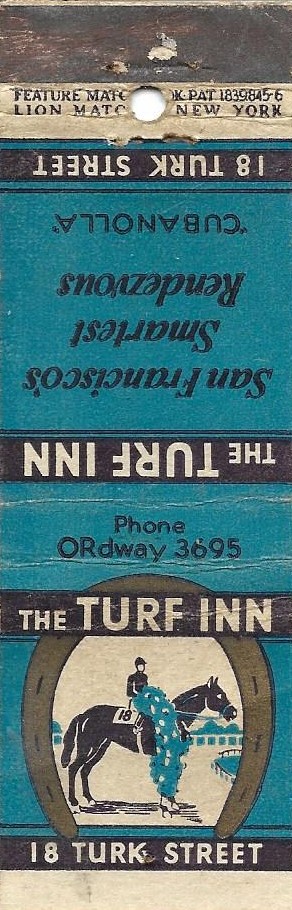 FEATURE MATC K PAT 1839845-6
LION MATC NEW YORK
THE TURF INN
San Francisco's
Smartest
Rendezvous
"CUBANOLLA"
18 TURK STREET
Phone
ORdway 3695
THE TURF INN
18
18 TURK STREET